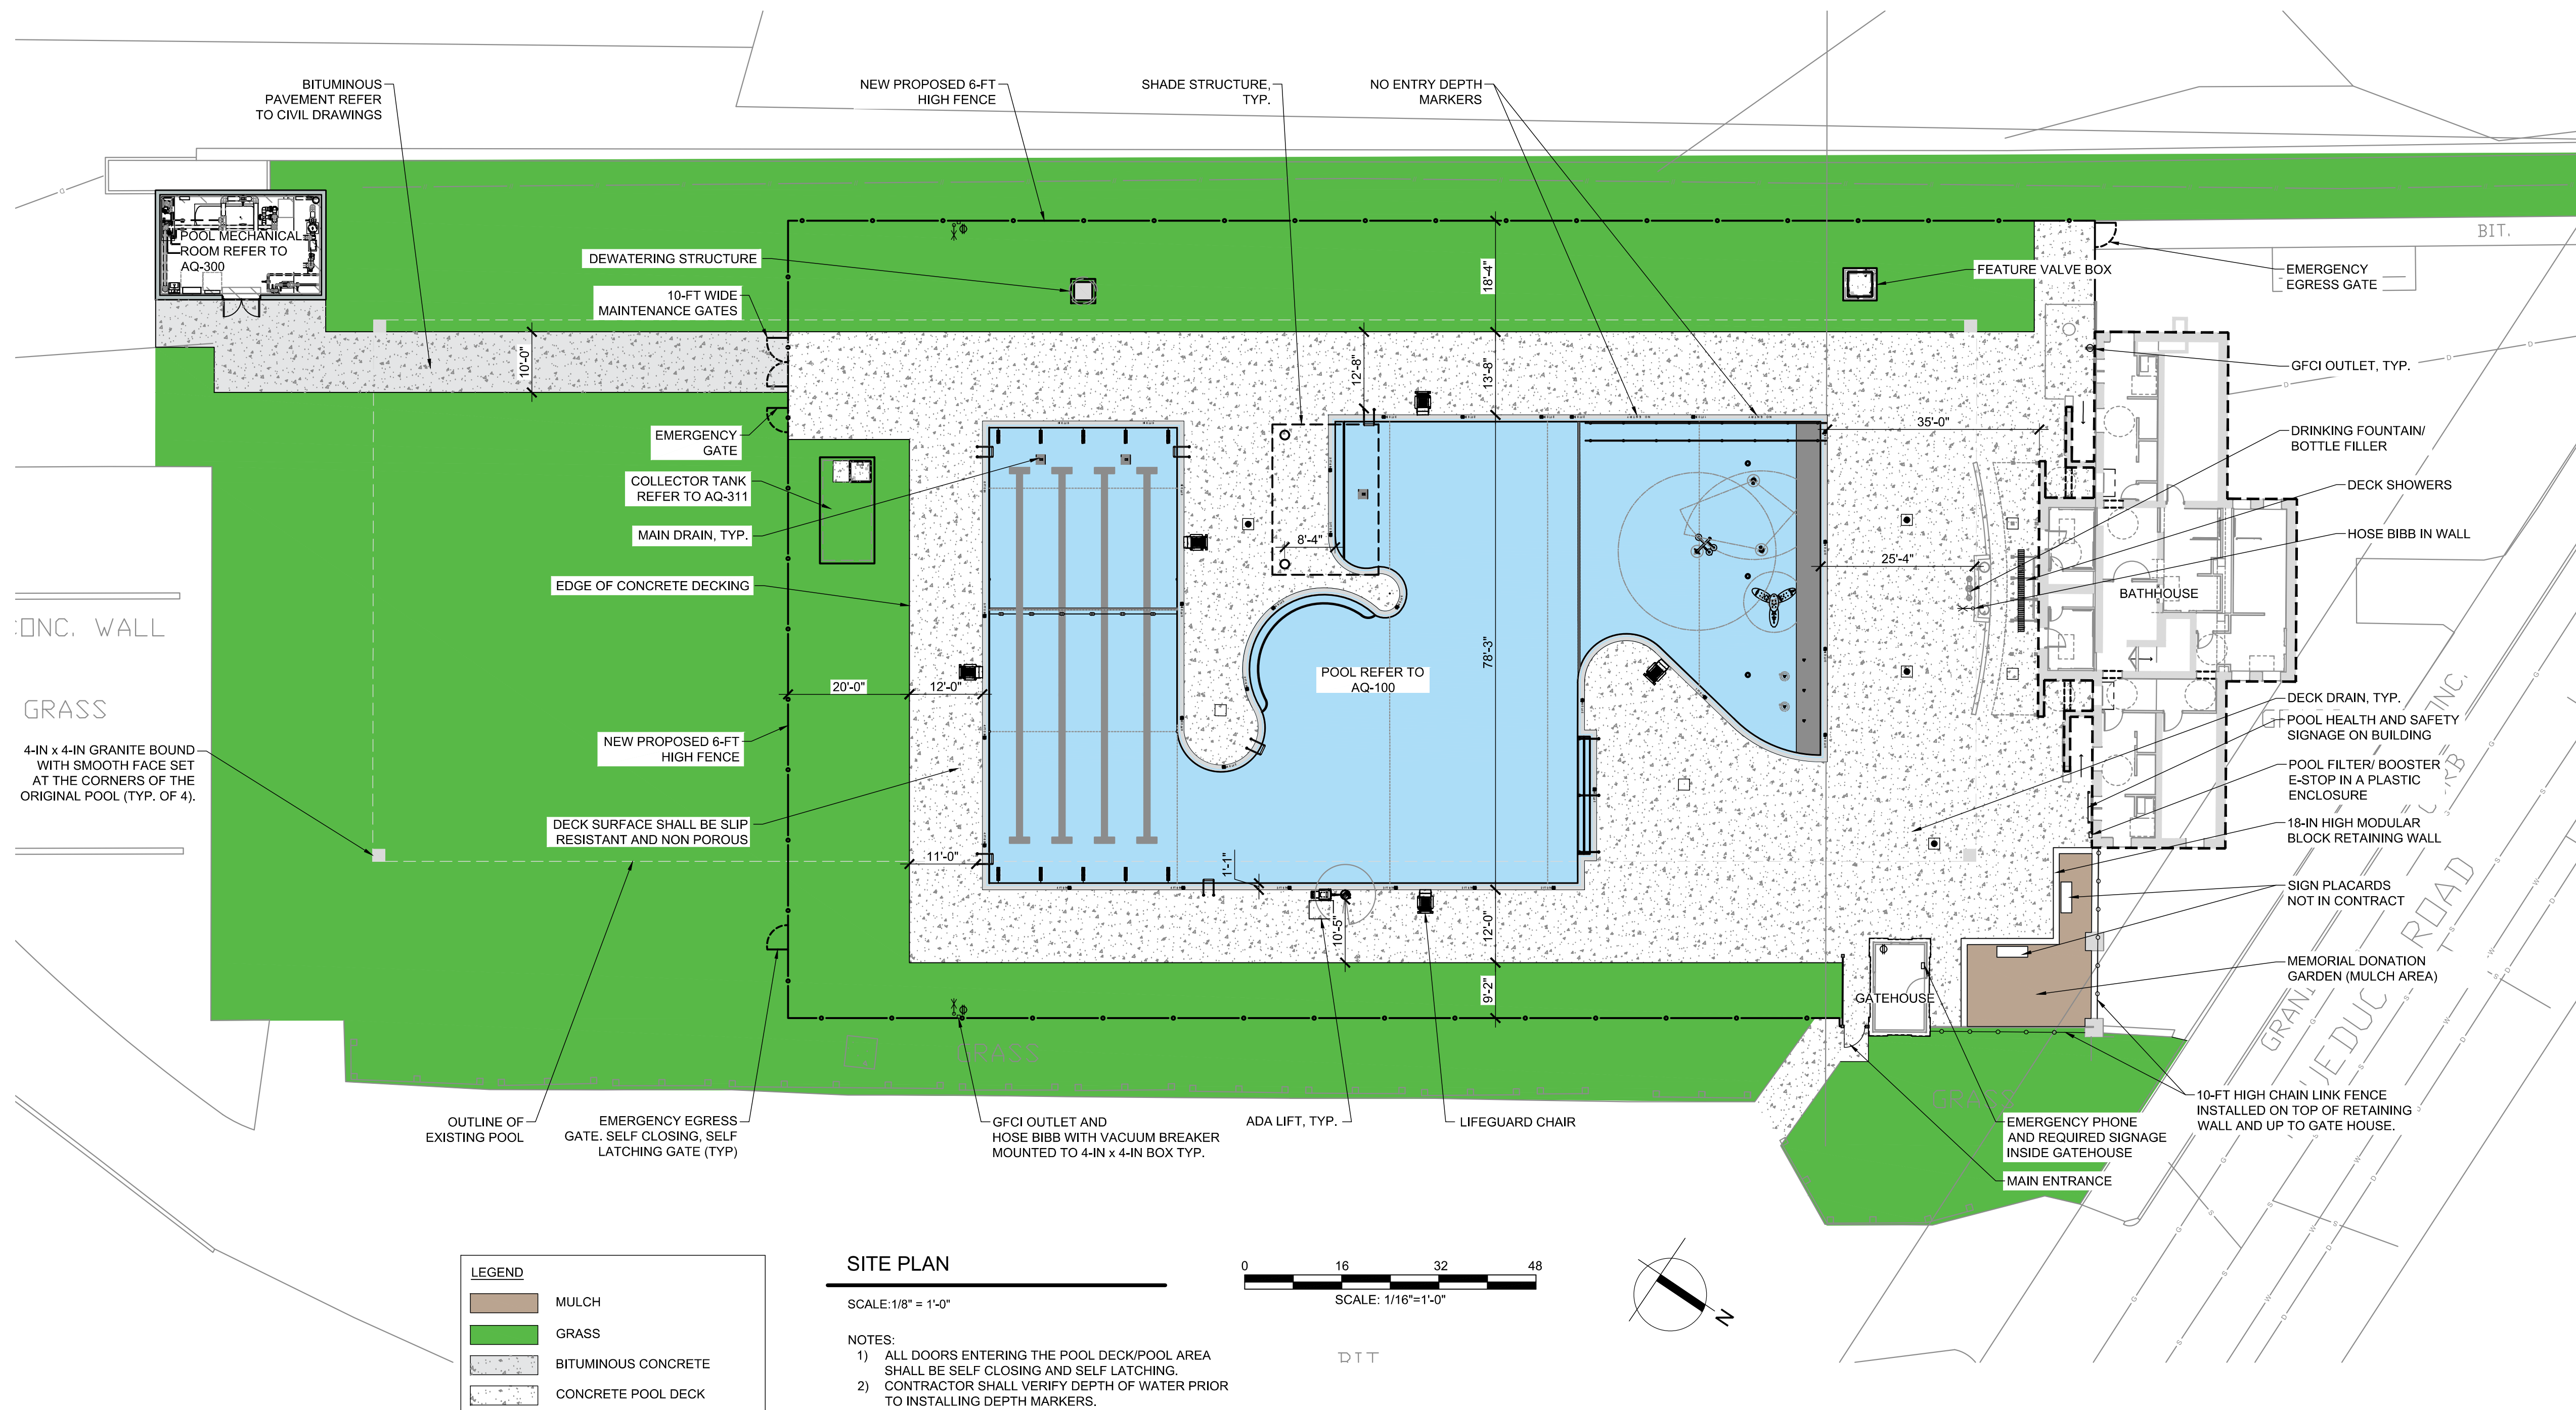 BITUMINOUS
PAVEMENT REFER
TO CIVIL DRAWINGS
NEW PROPOSED 6-FT
HIGH FENCE
SHADE STRUCTURE,
TYP.
NO ENTRY DEPTH
MARKERS
POOL MECHANICAL
ROOM REFER TO
AQ-300
DEWATERING STRUCTURE
10-FT WIDE
MAINTENANCE GATES
10'-0"
EMERGENCY
GATE
COLLECTOR TANK
REFER TO AQ-311
MAIN DRAIN, TYP.
EDGE OF CONCRETE DECKING
20'-0"
12'-0"
NEW PROPOSED 6-FT
HIGH FENCE
DECK SURFACE SHALL BE SLIP
RESISTANT AND NON POROUS
11'-0"
CONC. WALL
GRASS
4-IN x 4-IN GRANITE BOUND
WITH SMOOTH FACE SET
AT THE CORNERS OF THE
ORIGINAL POOL (TYP. OF 4).
18'-4"
12'-8"
13'-8"
8'-4"
78'-3"
POOL REFER TO
AQ-100
1'-1"
10'-5"
12'-0"
9'-2"
35'-0"
25'-4"
FEATURE VALVE BOX
BIT.
EMERGENCY
EGRESS GATE
GFCI OUTLET, TYP.
DRINKING FOUNTAIN/
BOTTLE FILLER
DECK SHOWERS
HOSE BIBB IN WALL
BATHHOUSE
DECK DRAIN, TYP.
POOL HEALTH AND SAFETY
SIGNAGE ON BUILDING
POOL FILTER/ BOOSTER
E-STOP IN A PLASTIC
ENCLOSURE
18-IN HIGH MODULAR
BLOCK RETAINING WALL
SIGN PLACARDS
NOT IN CONTRACT
MEMORIAL DONATION
GARDEN (MULCH AREA)
GATEHOUSE
10-FT HIGH CHAIN LINK FENCE
INSTALLED ON TOP OF RETAINING
WALL AND UP TO GATE HOUSE.
EMERGENCY PHONE
AND REQUIRED SIGNAGE
INSIDE GATEHOUSE
MAIN ENTRANCE
ROAD
GRASS
GRASS
OUTLINE OF
EXISTING POOL
EMERGENCY EGRESS
GATE. SELF CLOSING, SELF
LATCHING GATE (TYP)
GFCI OUTLET AND
HOSE BIBB WITH VACUUM BREAKER
MOUNTED TO 4-IN x 4-IN BOX TYP.
ADA LIFT, TYP.
LIFEGUARD CHAIR
LEGEND
MULCH
GRASS
BITUMINOUS CONCRETE
CONCRETE POOL DECK
SITE PLAN
SCALE:1/8" = 1'-0"
NOTES:
1) ALL DOORS ENTERING THE POOL DECK/POOL AREA
SHALL BE SELF CLOSING AND SELF LATCHING.
2) CONTRACTOR SHALL VERIFY DEPTH OF WATER PRIOR
TO INSTALLING DEPTH MARKERS.
0 16 32 48
SCALE: 1/16"=1'-0"
N